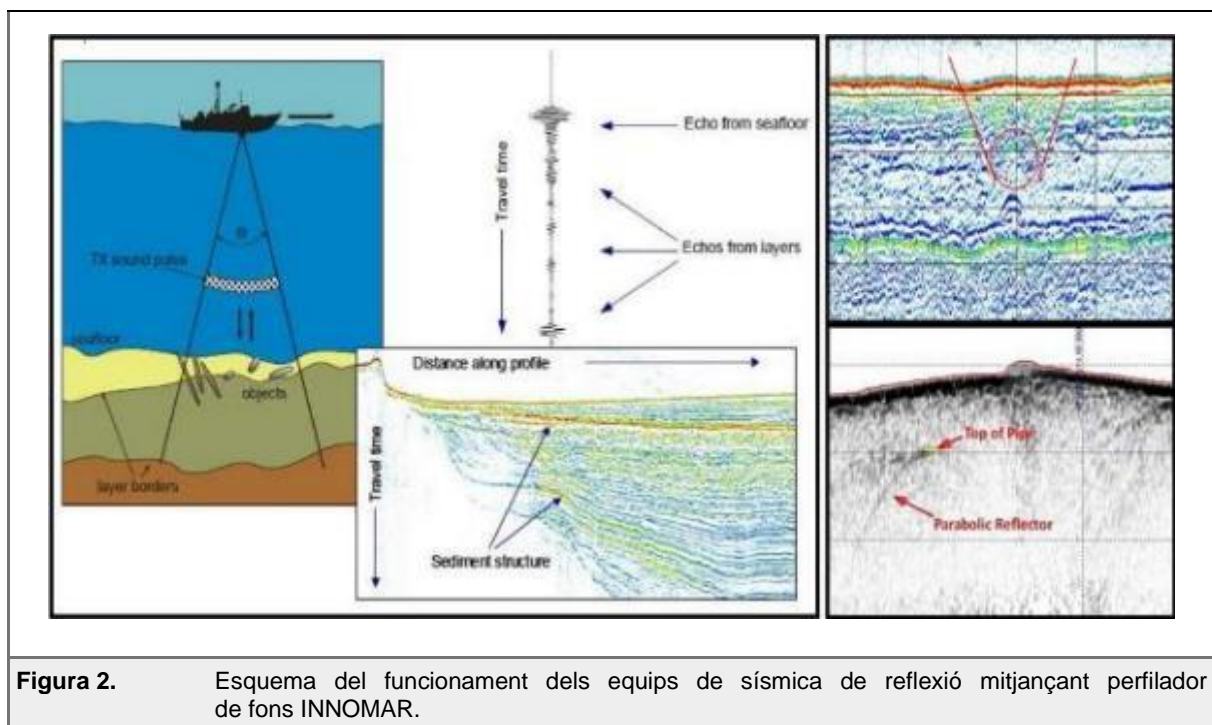 TX sound pulse
seafloor
objects
layer borders
Travel time
Echo from seafloor
Echos from layers
Distance along profile
Travel time
Sediment structure
Top of Pipe
Parabolic Reflector
Figura 2. Esquema del funcionament dels equips de sísmica de reflexió mitjançant perfilador
de fons INNOMAR.